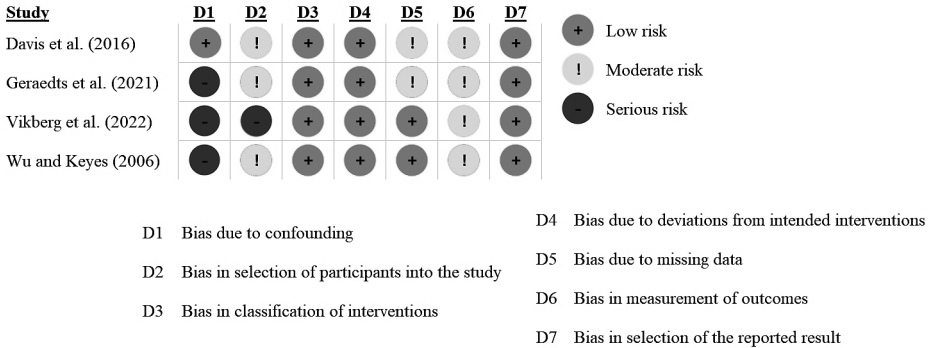 Study D1 D2 D3 D4 D5 D6 D7
Davis et al. (2016) + ! + + ! ! +
Geraedts et al. (2021) - ! + + ! ! +
Vikberg et al. (2022) - - + + + ! +
Wu and Keyes (2006) - ! + + + ! +
+ Low risk
! Moderate risk
- Serious risk
D1 Bias due to confounding
D2 Bias in selection of participants into the study
D3 Bias in classification of interventions
D4 Bias due to deviations from intended interventions
D5 Bias due to missing data
D6 Bias in measurement of outcomes
D7 Bias in selection of the reported result